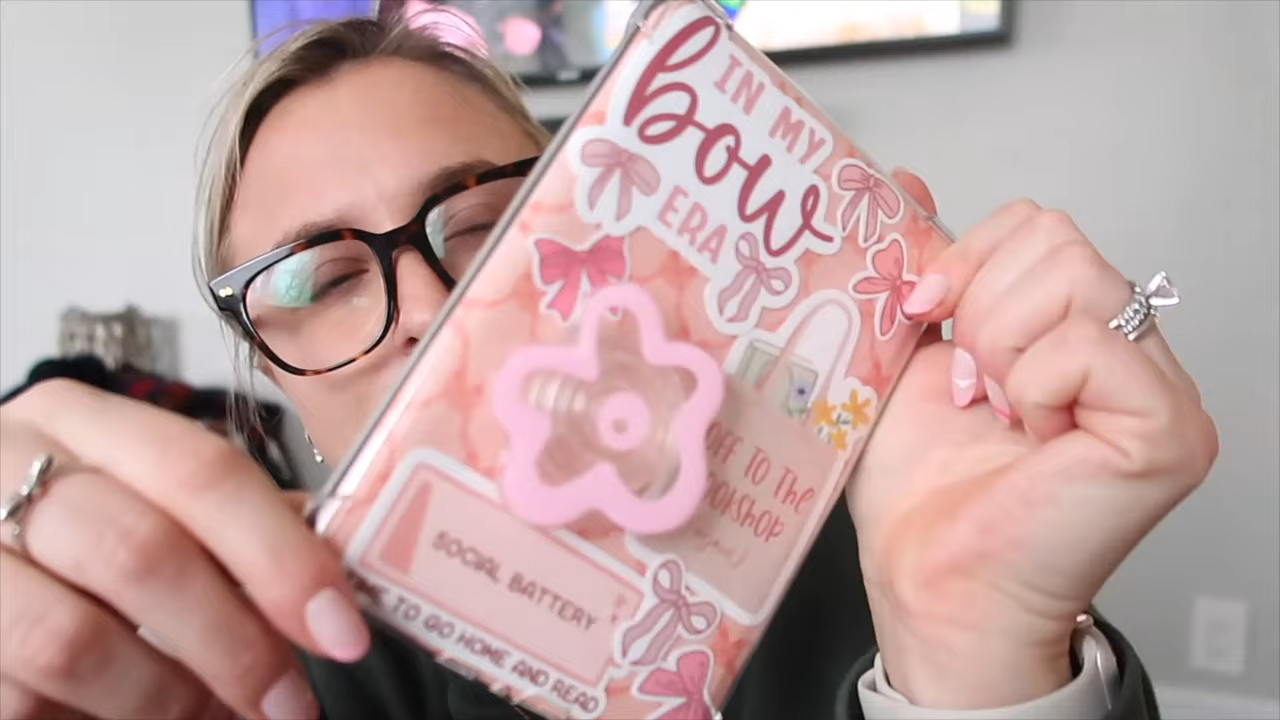 IN MY
bow
ERA
OFF TO THE
SOCIAL BATTERY
TO GO HOME AND READ